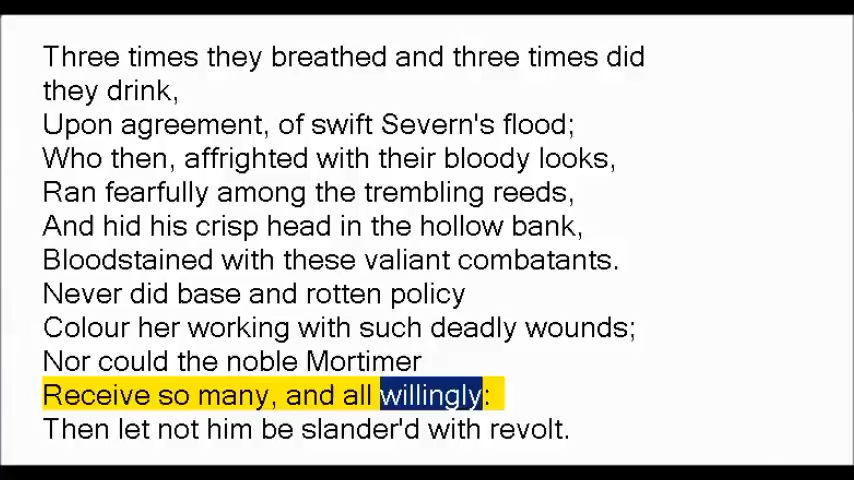 Three times they breathed and three times did
they drink,
Upon agreement, of swift Severn's flood;
Who then, affrighted with their bloody looks,
Ran fearfully among the trembling reeds,
And hid his crisp head in the hollow bank,
Bloodstained with these valiant combatants.
Never did base and rotten policy
Colour her working with such deadly wounds;
Nor could the noble Mortimer
Receive so many, and all willingly:
Then let not him be slander'd with revolt.